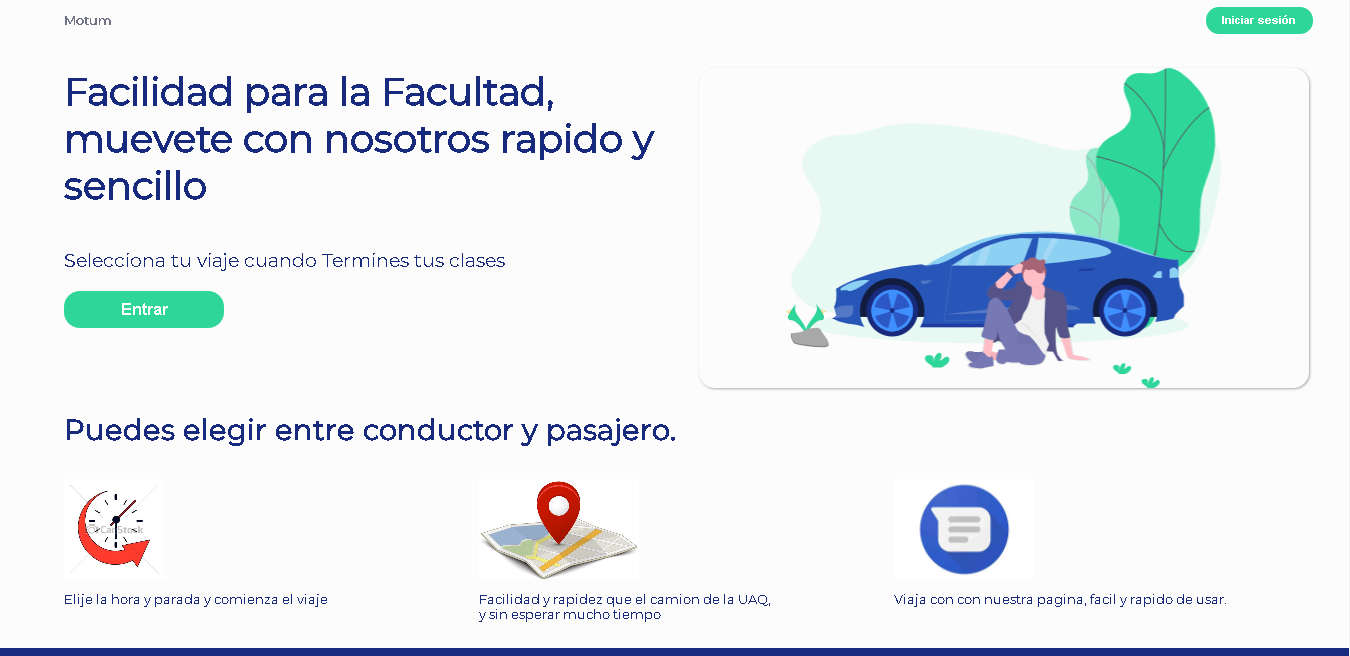 Motum
Iniciar sesión
Facilidad para la Facultad,
muevete con nosotros rapido y
sencillo
Selecciona tu viaje cuando Termines tus clases
Entrar
Puedes elegir entre conductor y pasajero.
Elije la hora y parada y comienza el viaje
Facilidad y rapidez que el camion de la UAQ,
y sin esperar mucho tiempo
Viaja con con nuestra pagina, facil y rapido de usar.